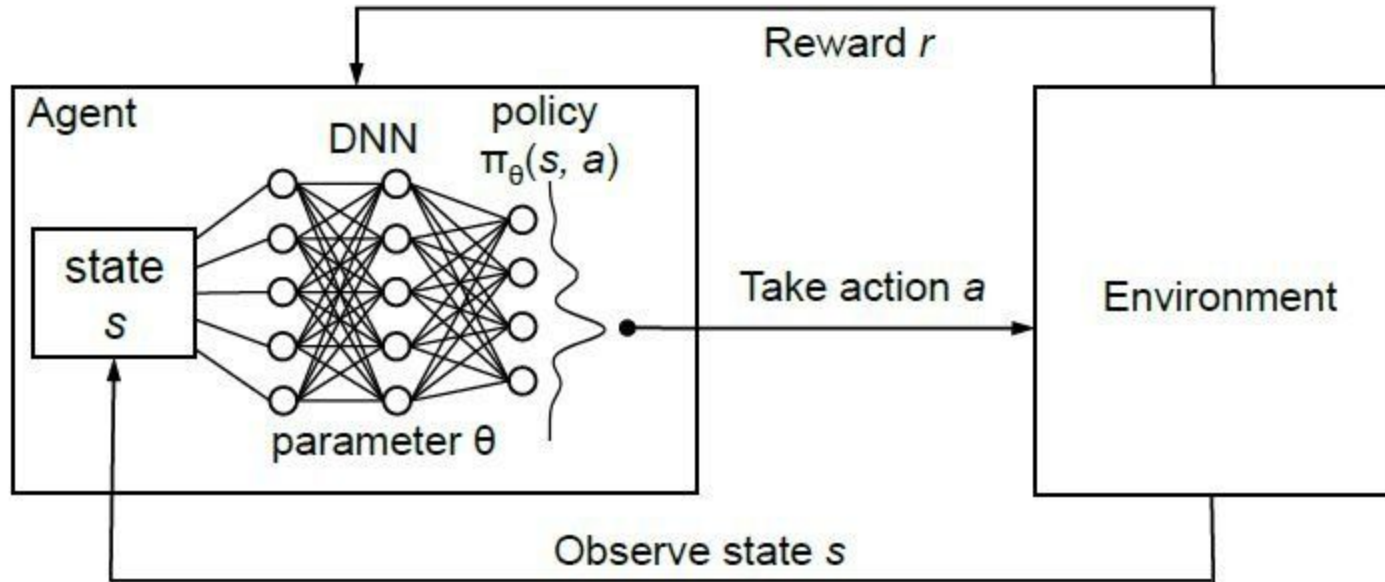 Reward r
Agent
DNN
policy
πθ(s, a)
state
s
Take action a
Environment
parameter θ
Observe state s